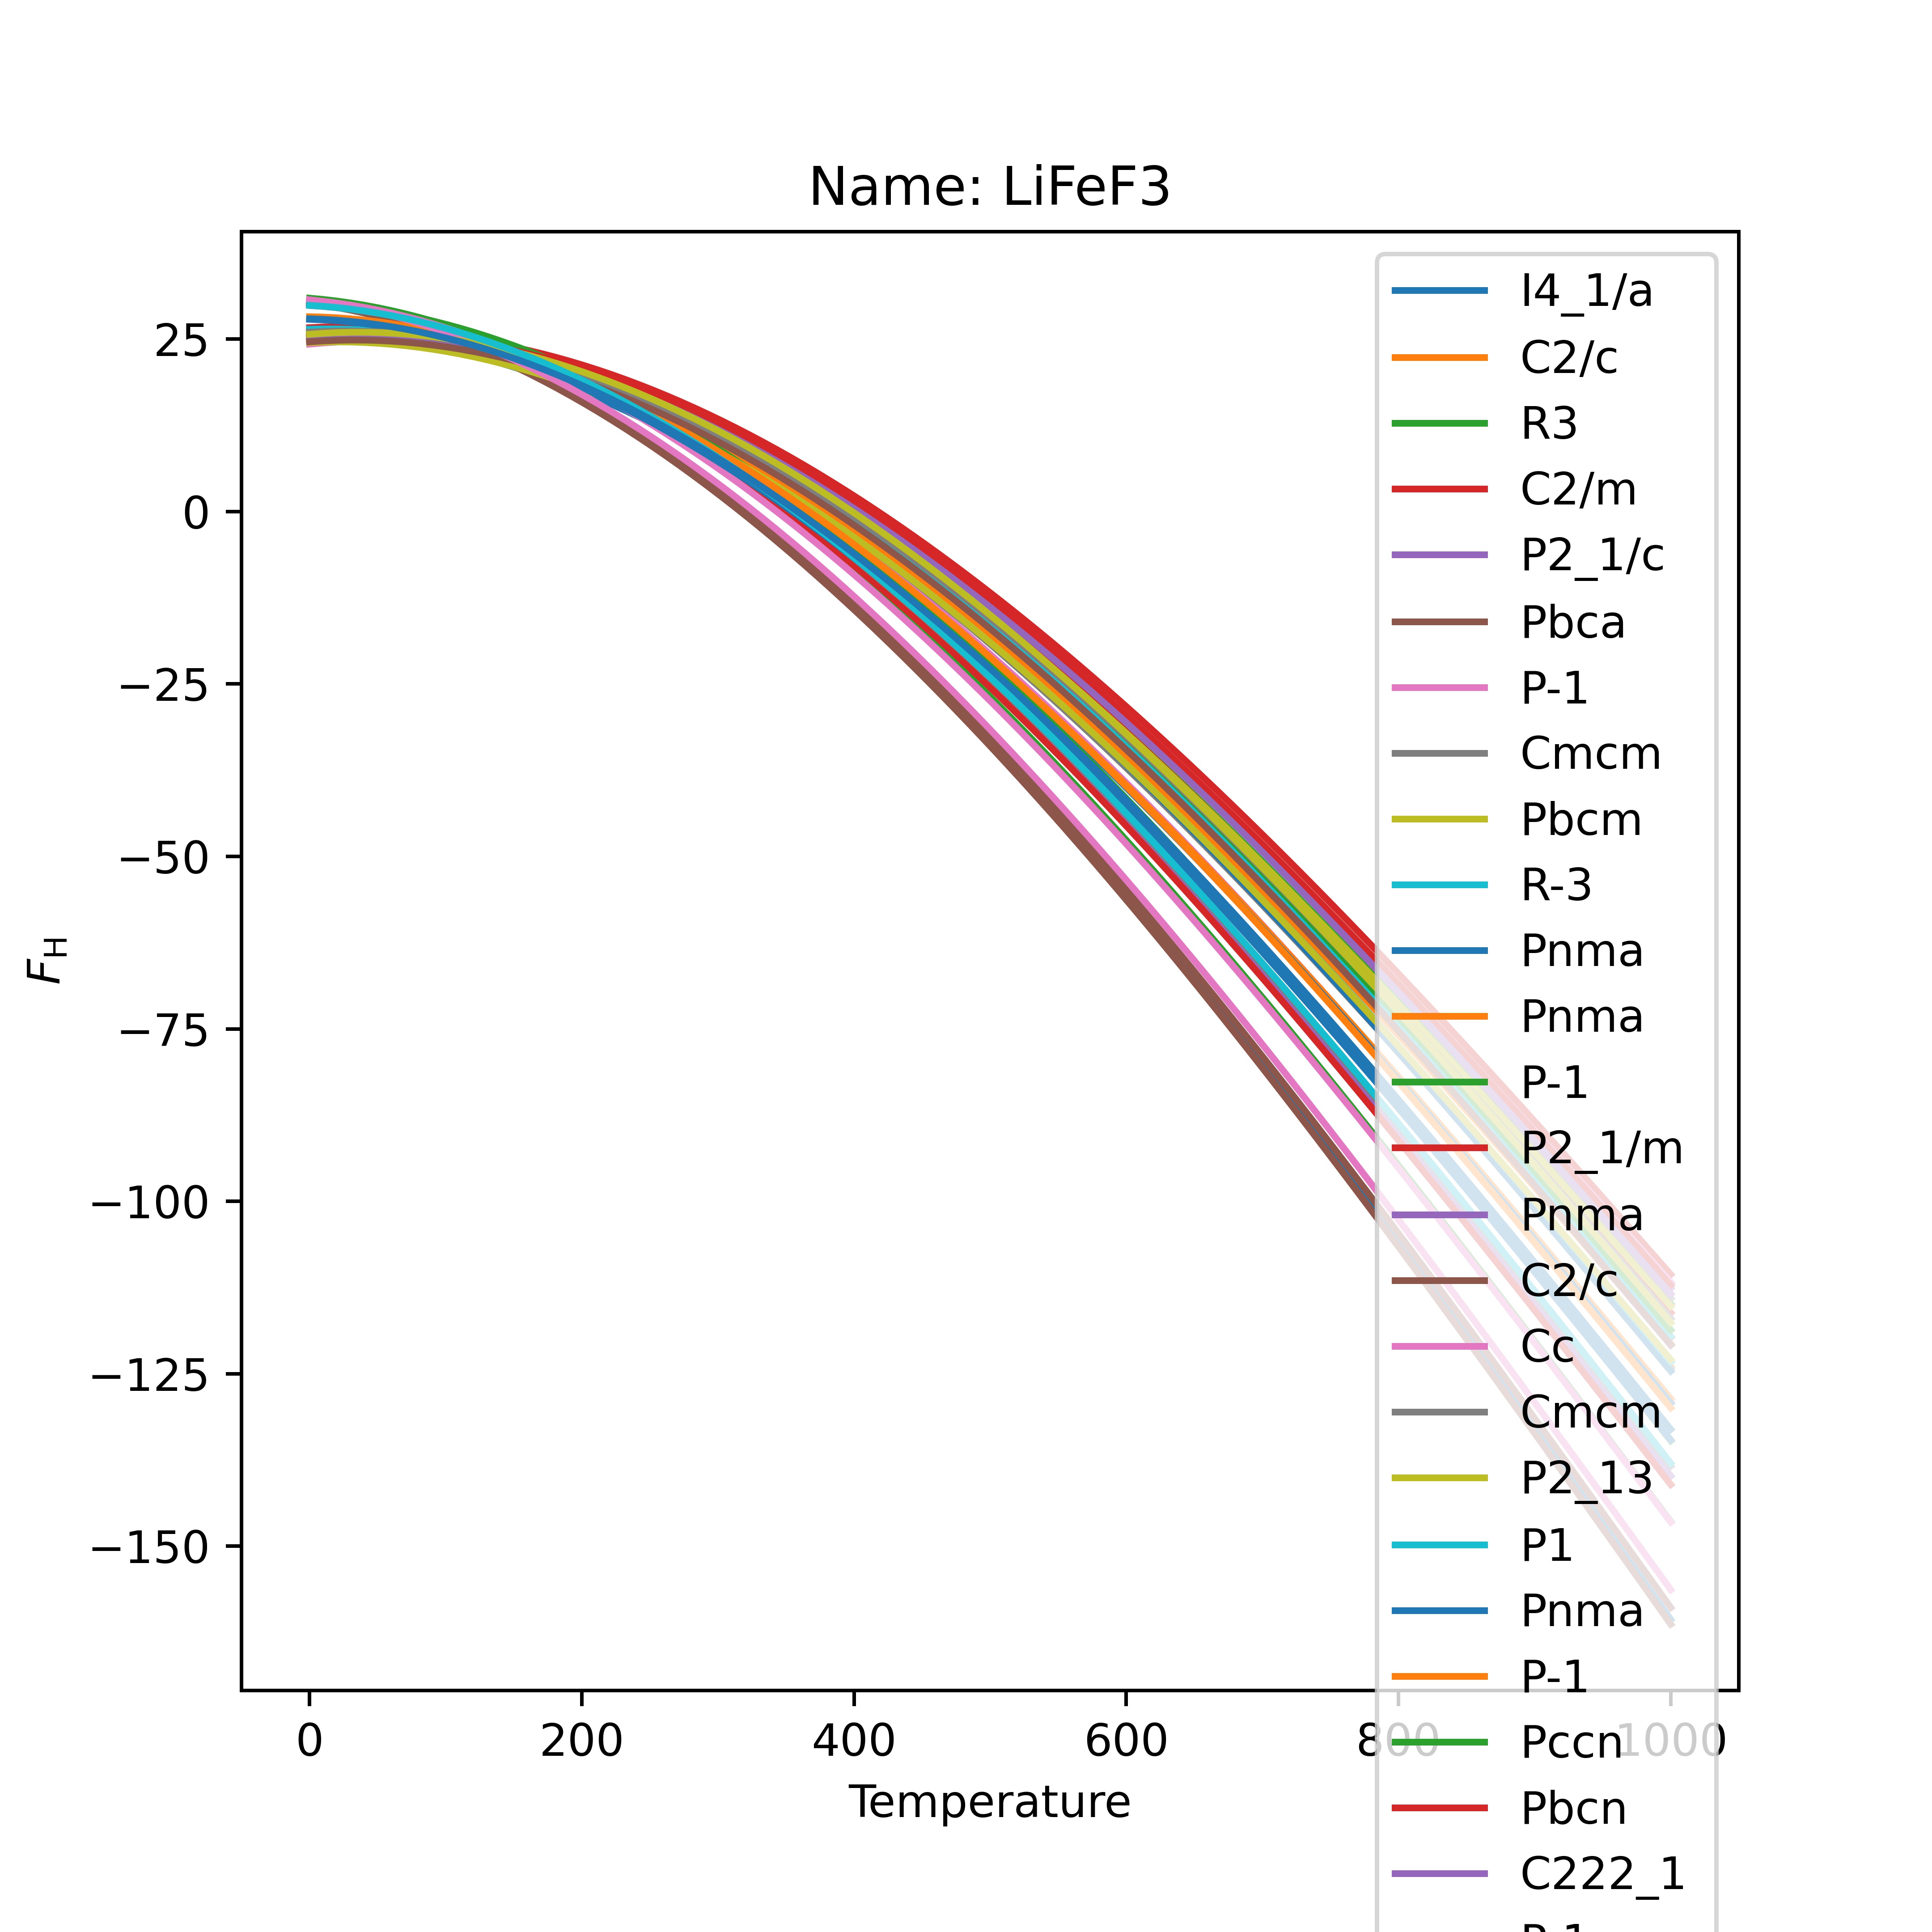 Name: LiFeF3
25
0
−25
−50
−75
−100
−125
−150
F_H
0 200 400 600 800 1000
Temperature
I4_1/a
C2/c
R3
C2/m
P2_1/c
Pbca
P-1
Cmcm
Pbcm
R-3
Pnma
Pnma
P-1
P2_1/m
Pnma
C2/c
Cc
Cmcm
P2_13
P1
Pnma
P-1
Pccn
Pbcn
C222_1